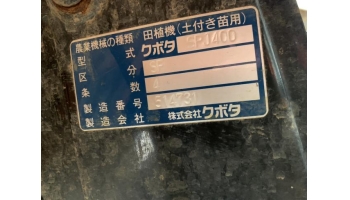 農業機械の種類 田植機(土付き苗用)
型式 クボタ SPJ400
区分
条数
製造番号
製造会社 株式会社クボタ